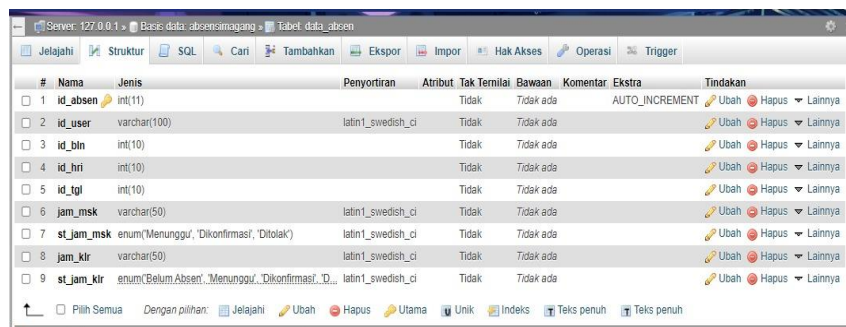 Server: 127.0.0.1 » Basis data: absensimagang » Tabel: data_absen
Jelajahi Struktur SQL Cari Tambahkan Ekspor Impor Hak Akses Operasi Trigger
# Nama Jenis Penyortiran Atribut Tak Ternilai Bawaan Komentar Ekstra Tindakan
1 id_absen int(11) Tidak Tidak ada AUTO_INCREMENT Ubah Hapus Lainnya
2 id_user varchar(100) latin1_swedish_ci Tidak Tidak ada Ubah Hapus Lainnya
3 id_bln int(10) Tidak Tidak ada Ubah Hapus Lainnya
4 id_hri int(10) Tidak Tidak ada Ubah Hapus Lainnya
5 id_tgl int(10) Tidak Tidak ada Ubah Hapus Lainnya
6 jam_msk varchar(50) latin1_swedish_ci Tidak Tidak ada Ubah Hapus Lainnya
7 st_jam_msk enum('Menunggu', 'Dikonfirmasi', 'Ditolak') latin1_swedish_ci Tidak Tidak ada Ubah Hapus Lainnya
8 jam_klr varchar(50) latin1_swedish_ci Tidak Tidak ada Ubah Hapus Lainnya
9 st_jam_klr enum('Belum Absen', 'Menunggu', 'Dikonfirmasi', 'D... latin1_swedish_ci Tidak Tidak ada Ubah Hapus Lainnya
Pilih Semua Dengan pilihan: Jelajahi Ubah Hapus Utama Unik Indeks Teks penuh Teks penuh